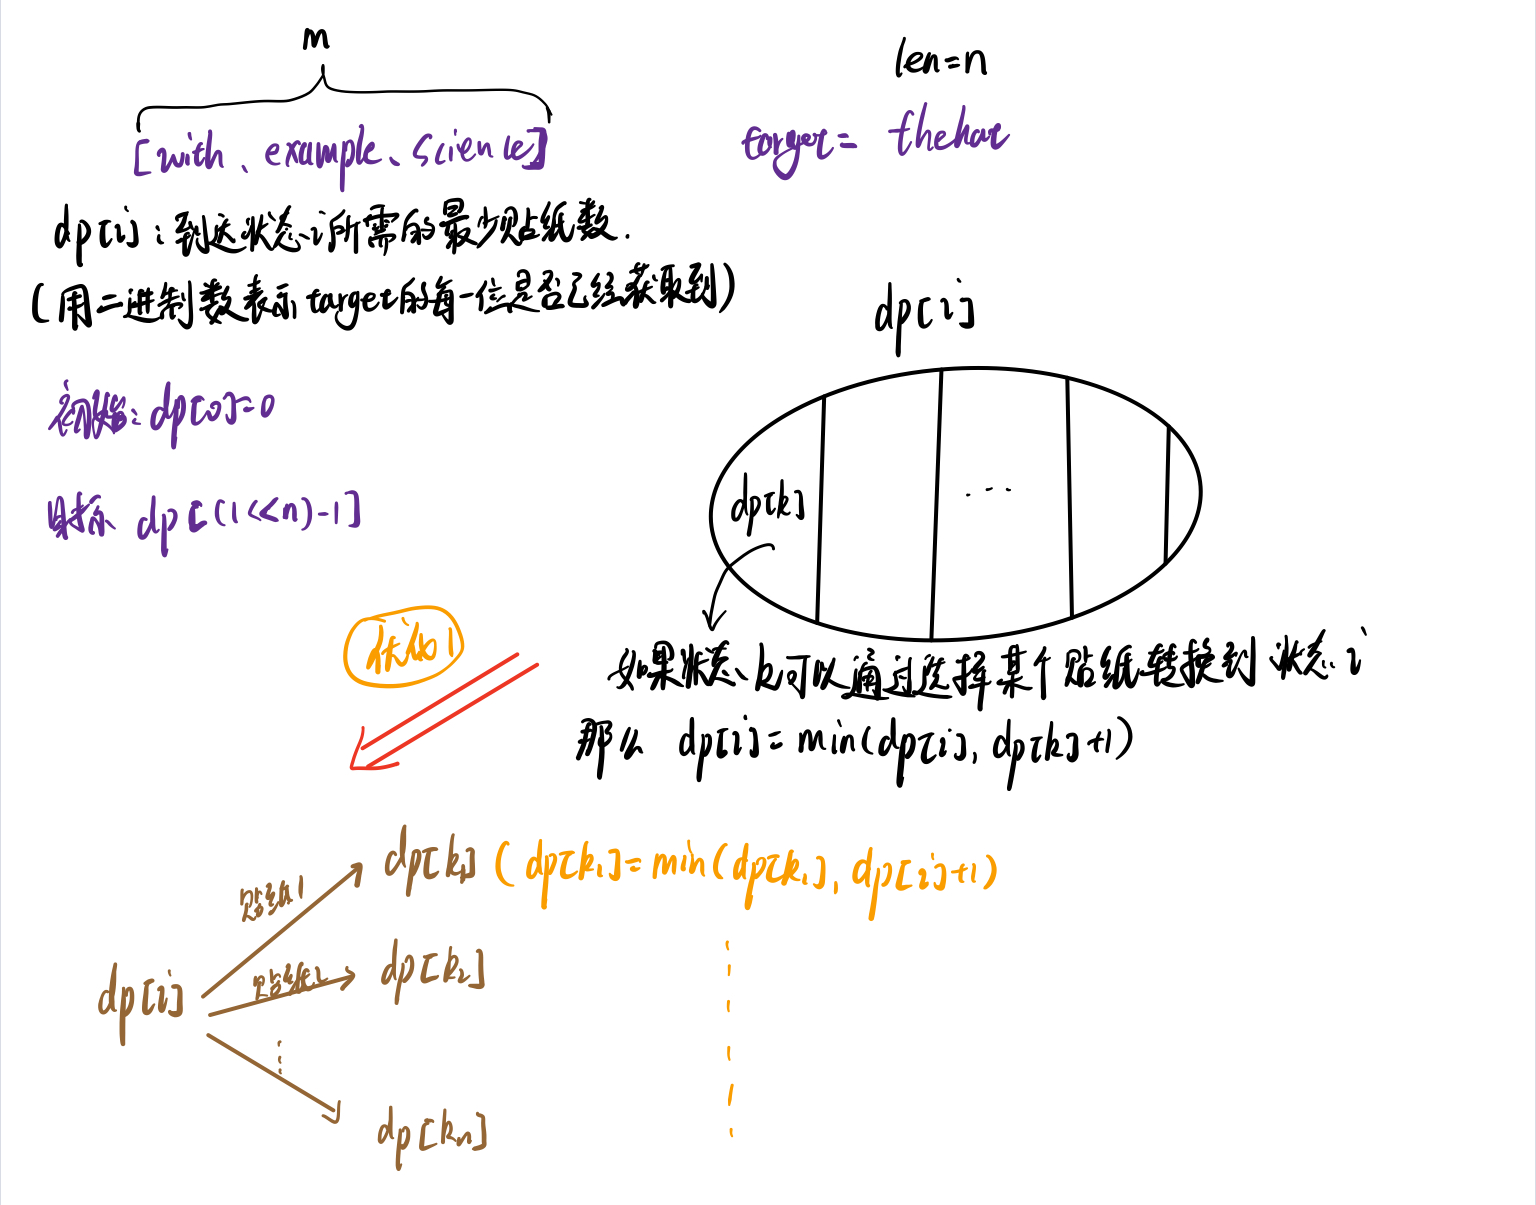 m
len=n
[with、example、science]
target= thehat
dp[i]:到达状态i所需的最少贴纸数.
(用二进制数表示target的每一位是否已经获取到)
dp[i]
初始: dp[0]=0
dp[k]
...
目标 dp[(1<<n)-1]
优化1
如果状态k可以通过选择某个贴纸转换到状态i
那么 dp[i]=min(dp[i], dp[k]+1)
贴纸1
dp[k₁] (dp[k₁]=min(dp[k₁], dp[i]+1)
贴纸2
dp[k₂]
dp[i]
dp[kn]